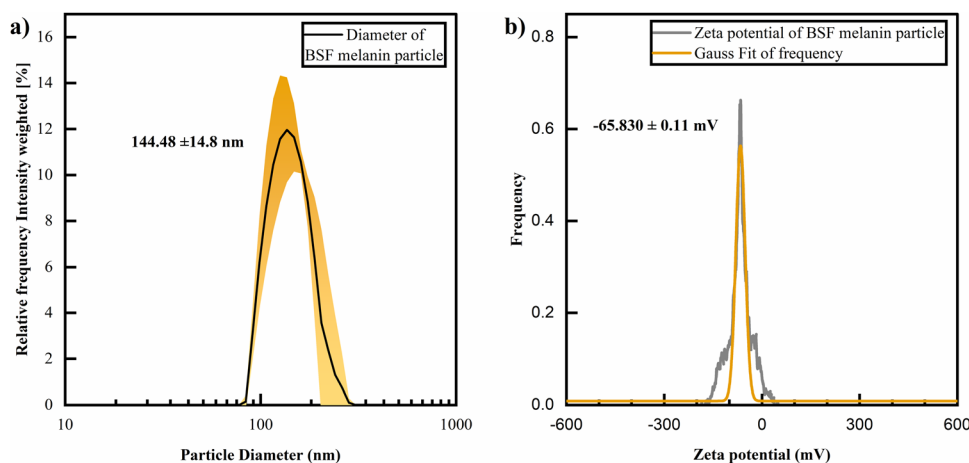 a)
Diameter of
BSF melanin particle
144.48 ±14.8 nm
Relative frequency Intensity weighted [%]
16
14
12
10
8
6
4
2
0
10
100
1000
Particle Diameter (nm)
b)
Zeta potential of BSF melanin particle
Gauss Fit of frequency
-65.830 ± 0.11 mV
Frequency
0.8
0.6
0.4
0.2
0.0
-600
-300
0
300
600
Zeta potential (mV)